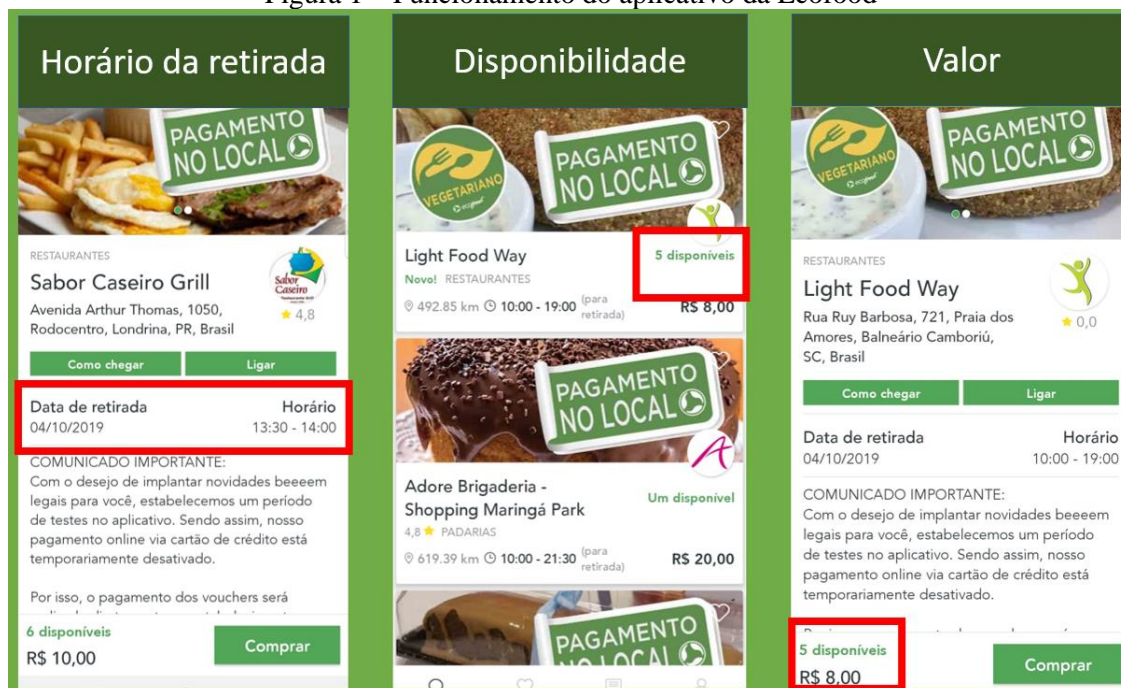 Figura 1 – Funcionamento do aplicativo da Ecofood
Horário da retirada
PAGAMENTO
NO LOCAL
RESTAURANTES
Sabor Caseiro Grill
Sabor
Caseiro
Avenida Arthur Thomas, 1050,
Rodocentro, Londrina, PR, Brasil
4,8
Como chegar
Ligar
Data de retirada
Horário
04/10/2019
13:30 - 14:00
COMUNICADO IMPORTANTE:
Com o desejo de implantar novidades beeeem
legais para você, estabelecemos um período
de testes no aplicativo. Sendo assim, nosso
pagamento online via cartão de crédito está
temporariamente desativado.
Por isso, o pagamento dos vouchers será
6 disponíveis
R$ 10,00
Comprar
Disponibilidade
VEGETARIANO
ecofood
PAGAMENTO
NO LOCAL
Light Food Way
5 disponíveis
Novo! RESTAURANTES
492.85 km 10:00 - 19:00 (para
retirada)
R$ 8,00
PAGAMENTO
NO LOCAL
Adore Brigaderia -
Shopping Maringá Park
Um disponível
4,8 PADARIAS
619.39 km 10:00 - 21:30 (para
retirada)
R$ 20,00
PAGAMENTO
NO LOCAL
Valor
VEGETARIANO
ecofood
PAGAMENTO
NO LOCAL
RESTAURANTES
Light Food Way
Rua Ruy Barbosa, 721, Praia dos
Amores, Balneário Camboriú,
SC, Brasil
0,0
Como chegar
Ligar
Data de retirada
Horário
04/10/2019
10:00 - 19:00
COMUNICADO IMPORTANTE:
Com o desejo de implantar novidades beeeem
legais para você, estabelecemos um período
de testes no aplicativo. Sendo assim, nosso
pagamento online via cartão de crédito está
temporariamente desativado.
5 disponíveis
R$ 8,00
Comprar